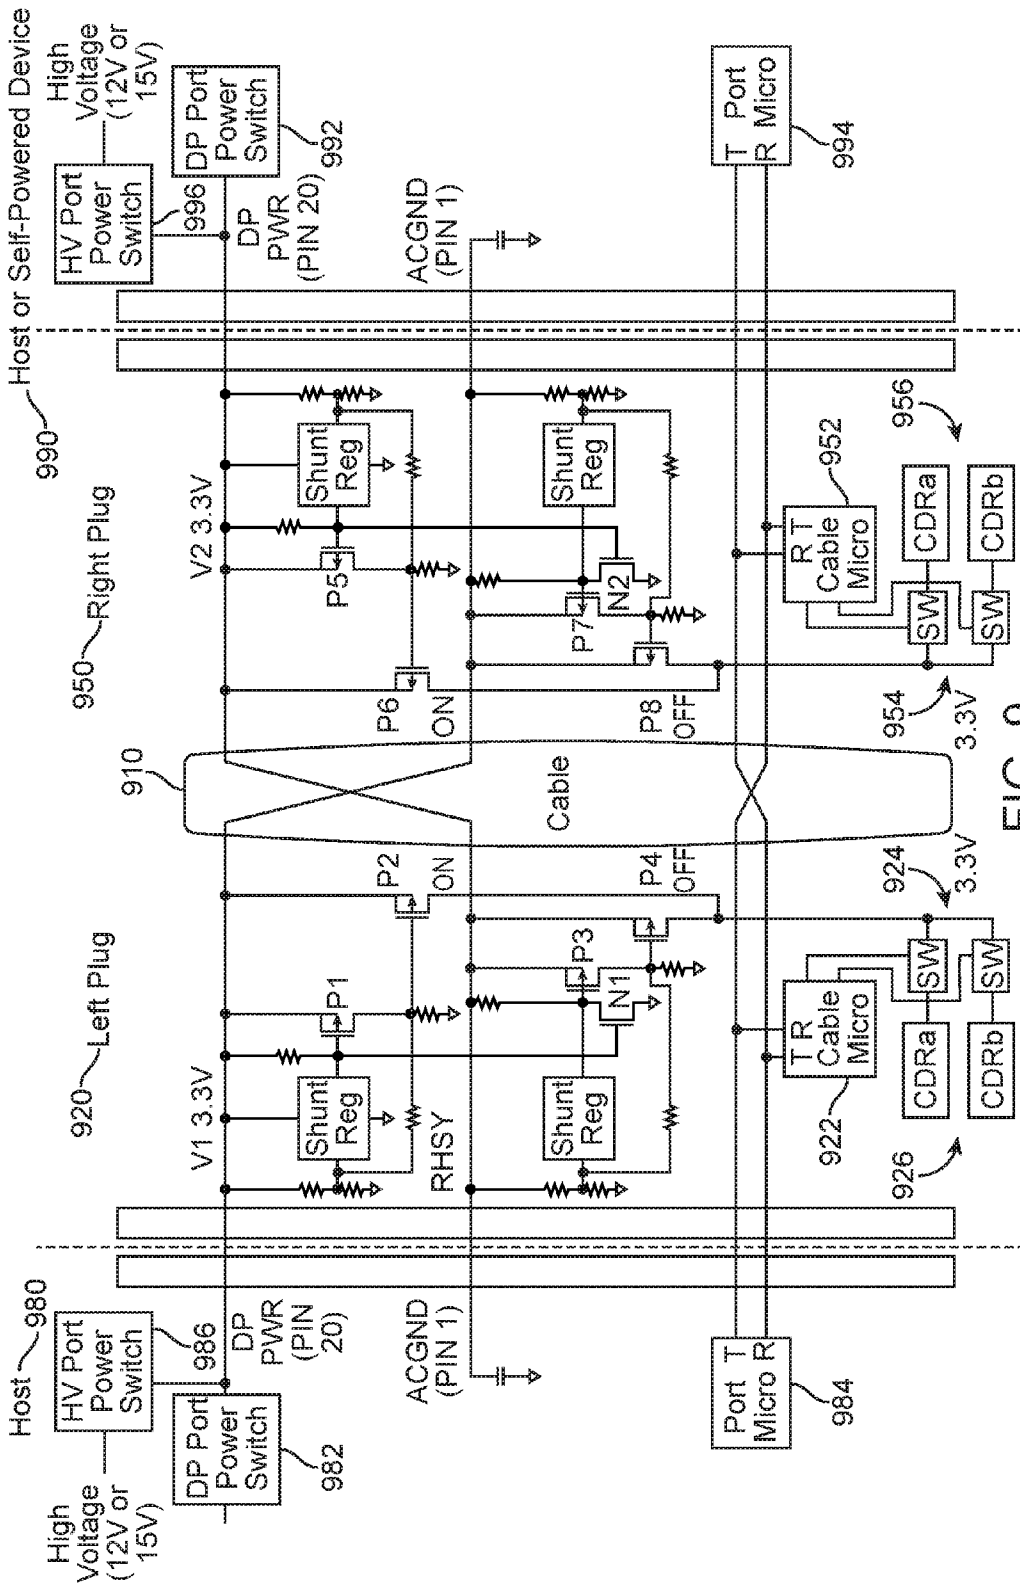 Host 980
High
Voltage
(12V or
15V)
HV Port
Power
Switch
986
DP Port
Power
Switch
982
DP
PWR
(PIN
20)
ACGND
(PIN 1)
Port
Micro
T
R
984
920
Left Plug
V1 3.3V
Shunt
Reg
P1
P2
ON
RHSY
Shunt
Reg
N1
P3
P4
OFF
T R
Cable
Micro
922
SW
SW
CDRa
CDRb
924
3.3V
926
910
Cable
950
Right Plug
V2 3.3V
Shunt
Reg
P5
P6
ON
Shunt
Reg
N2
P7
P8
OFF
R T
Cable
Micro
952
SW
SW
CDRa
CDRb
954
3.3V
956
990
Host or Self-Powered Device
High
Voltage
(12V or
15V)
HV Port
Power
Switch
996
DP Port
Power
Switch
992
DP
PWR
(PIN 20)
ACGND
(PIN 1)
T
R
Port
Micro
994